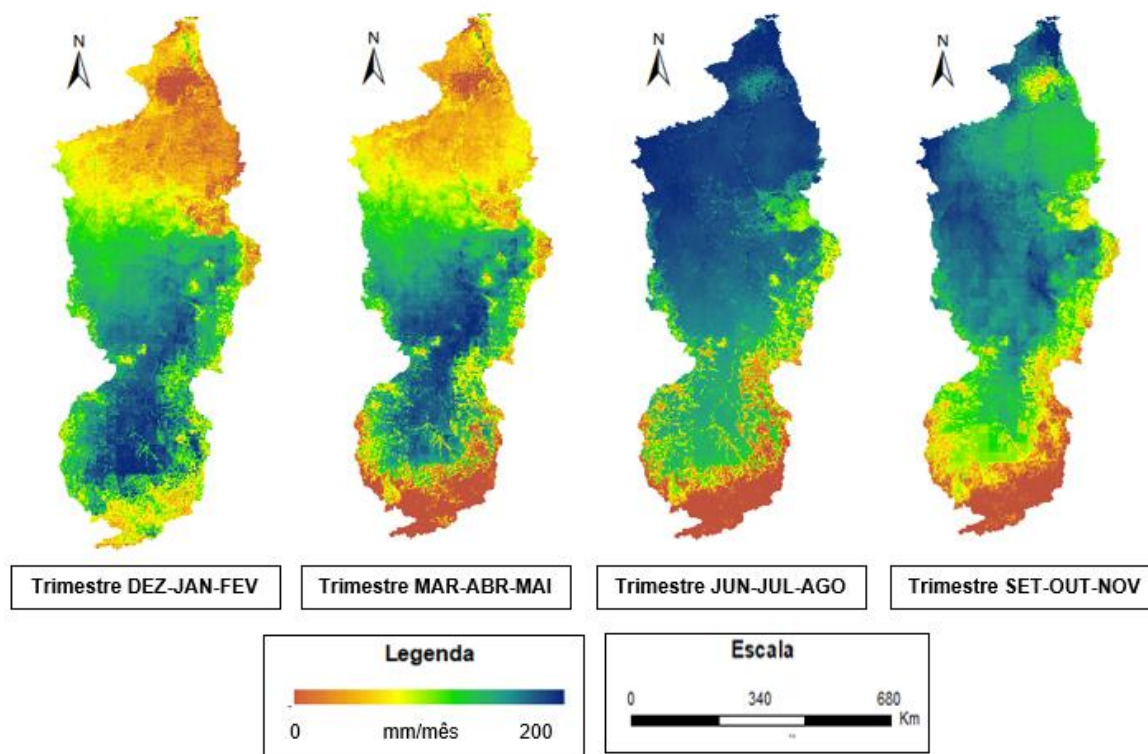 N
N
N
N
Trimestre DEZ-JAN-FEV
Trimestre MAR-ABR-MAI
Trimestre JUN-JUL-AGO
Trimestre SET-OUT-NOV
Legenda
0 mm/mês 200
Escala
0 340 680
Km